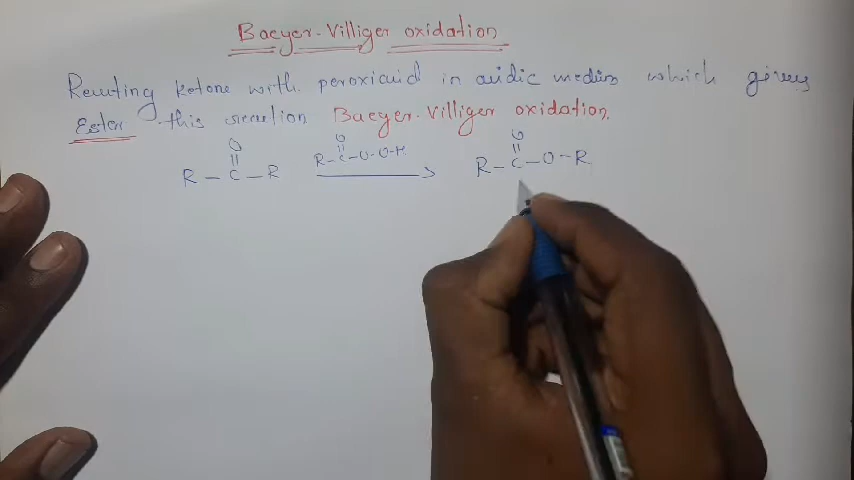 Baeyer-Villiger oxidation
Reacting ketone with peroxiacid in acidic medium which gives
Ester this reaction Baeyer-Villiger oxidation.
O O O
R - C - R R-C-O-O-H R-C-O-R